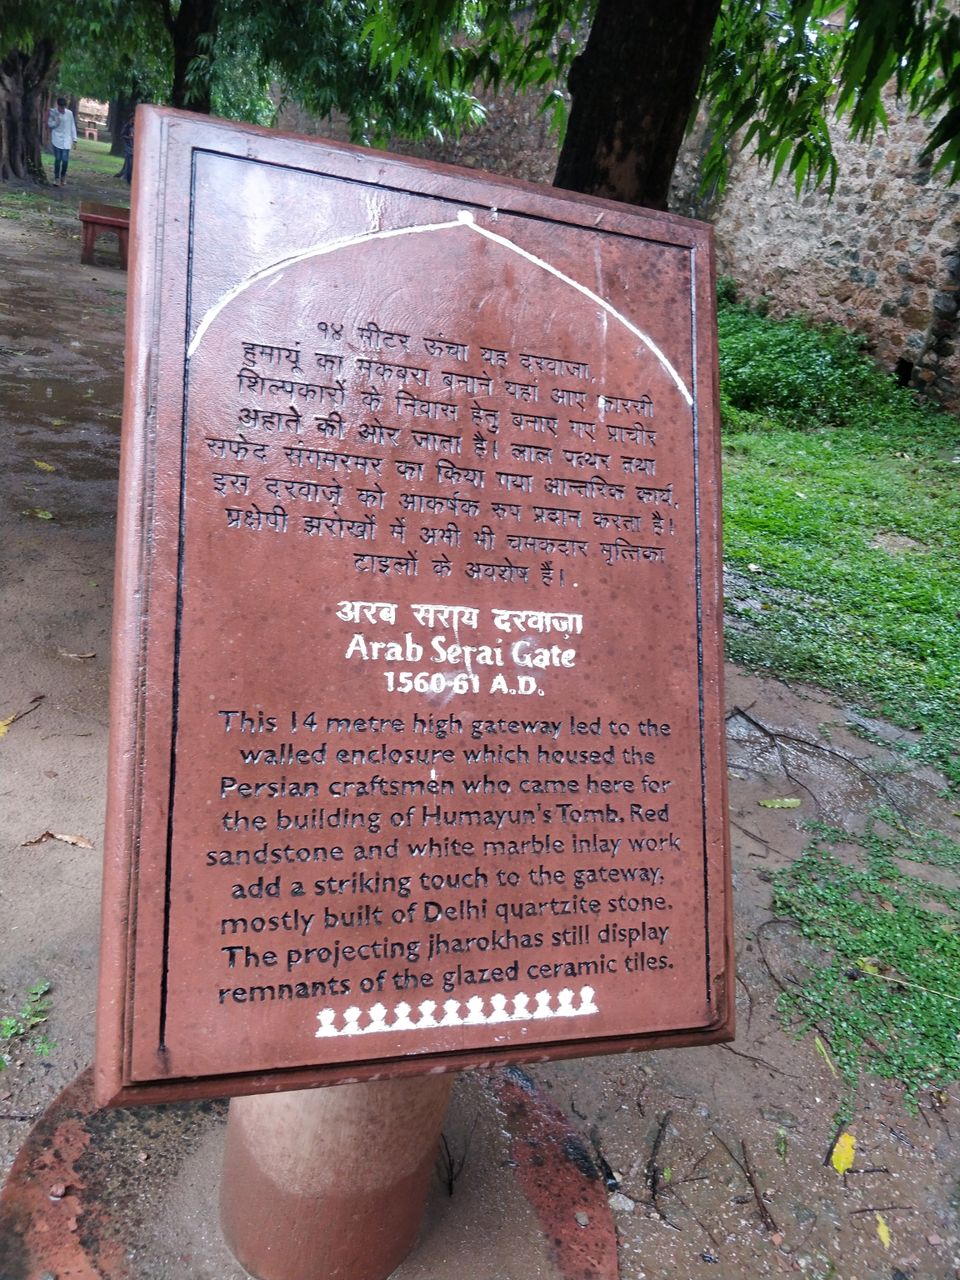 १४ मीटर ऊंचा यह दरवाजा,
हुमायूं का मकबरा बनाने यहां आए फ़ारसी
शिल्पकारों के निवास हेतु बनाए गए प्राचीर
अहाते की ओर जाता है। लाल पत्थर तथा
सफेद संगमरमर का किया गया आन्तरिक कार्य,
इस दरवाजे़ को आकर्षक रुप प्रदान करता है।
प्रक्षेपी झरोखों में अभी भी चमकदार मृत्तिका
टाइलों के अवशेष हैं।
अरब सराय दरवाजा़
Arab Serai Gate
1560-61 A.D.
This 14 metre high gateway led to the
walled enclosure which housed the
Persian craftsmen who came here for
the building of Humayun's Tomb. Red
sandstone and white marble inlay work
add a striking touch to the gateway,
mostly built of Delhi quartzite stone.
The projecting jharokhas still display
remnants of the glazed ceramic tiles.